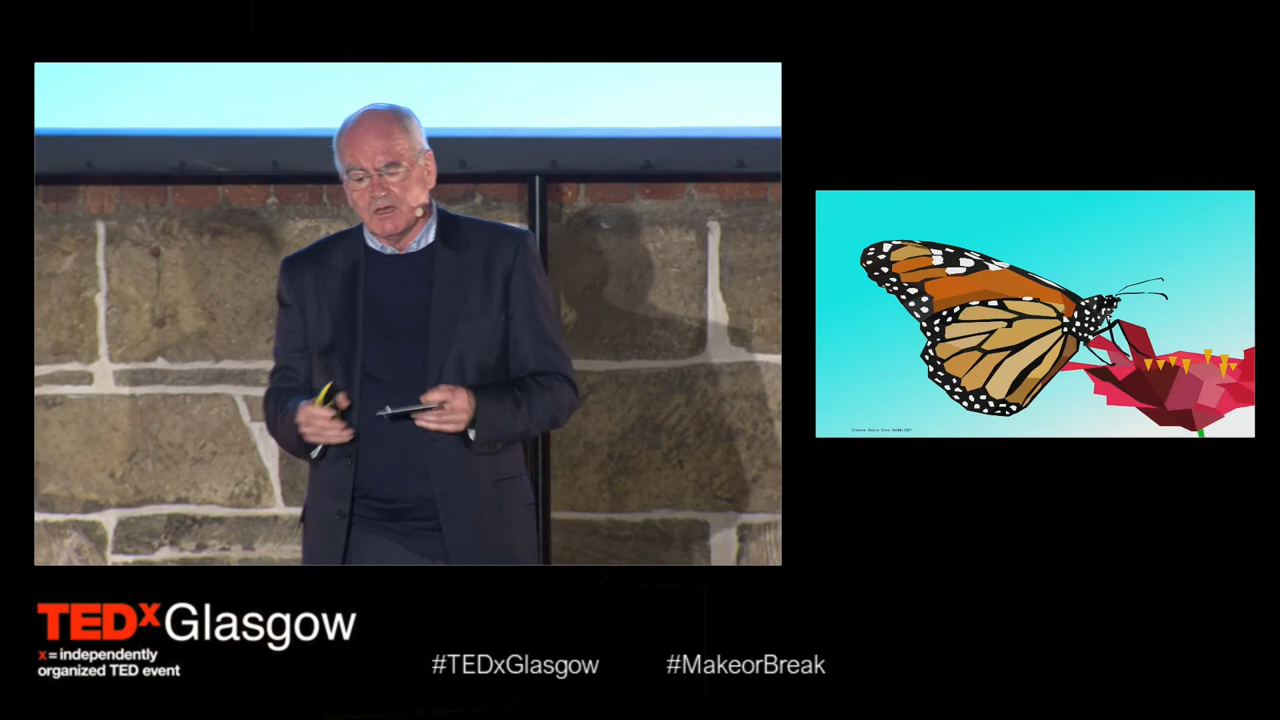 TEDxGlasgow
x = independently
organized TED event
#TEDxGlasgow
#MakeorBreak